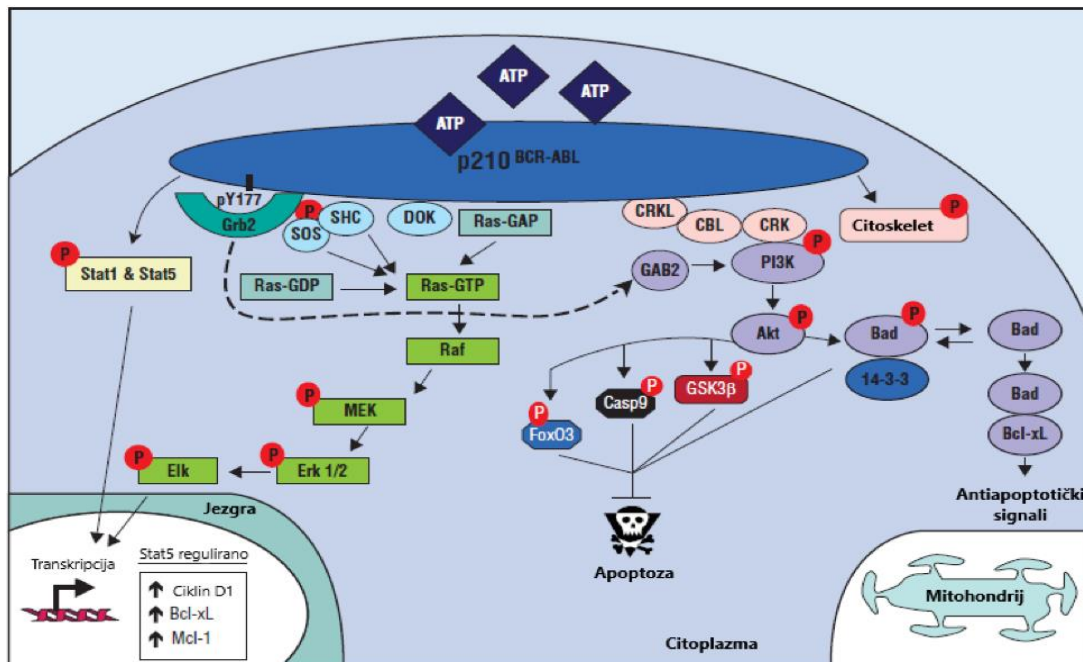 ATP
ATP
ATP
p210 BCR-ABL
pY177
Grb2
P
SOS
SHC
DOK
Ras-GAP
CRKL
CBL
CRK
P
Citoskelet
P
Stat1 & Stat5
Ras-GDP
Ras-GTP
GAB2
P
PI3K
Raf
P
Akt
P
Bad
14-3-3
Bad
Bad
Bcl-xL
P
MEK
P
FoxO3
P
Casp9
P
GSK3β
P
Elk
P
Erk 1/2
Antiapoptotički
signali
Jezgra
Transkripcija
Stat5 regulirano
Ciklin D1
Bcl-xL
Mcl-1
Apoptoza
Citoplazma
Mitohondrij